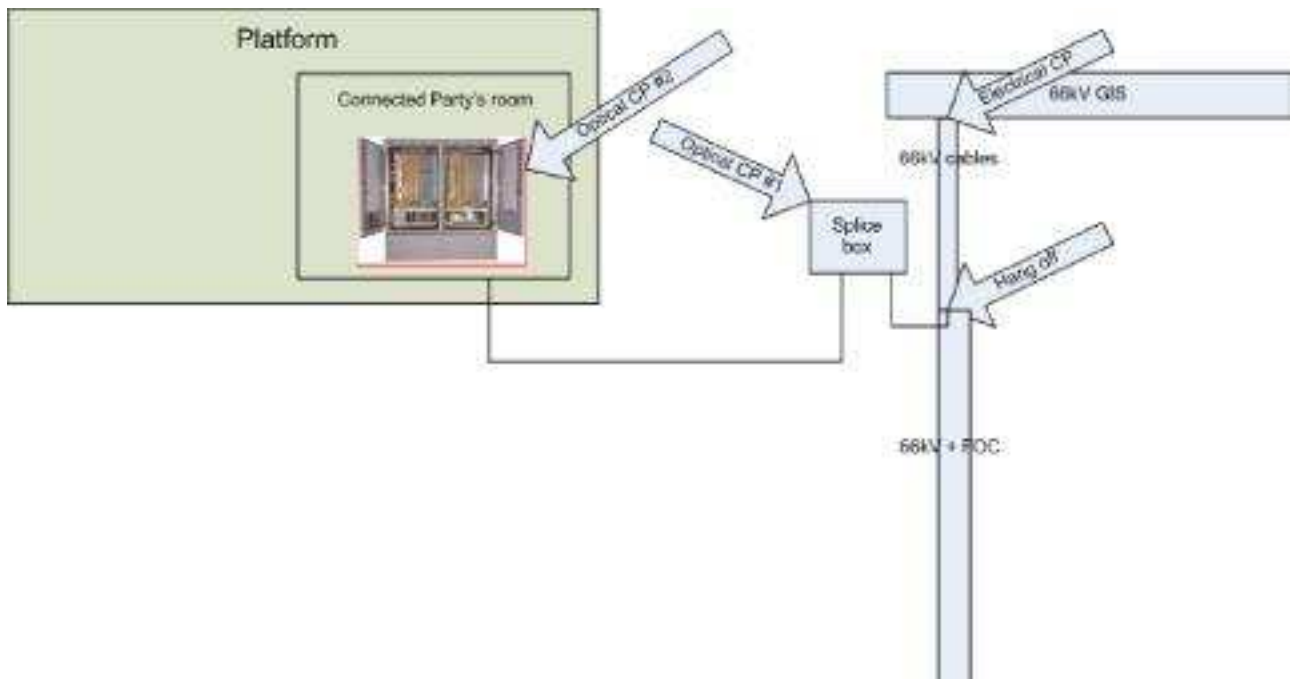 Platform
Connected Party's room
Optical CP #2
Optical CP #1
Splice
box
Electrical CP
66kV GIS
66kV cables
Hang off
66kV + FOC